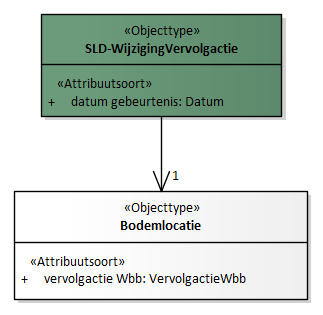 «Objecttype»
SLD-WijzigingVervolgactie
«Attribuutsoort»
+ datum gebeurtenis: Datum
1
«Objecttype»
Bodemlocatie
«Attribuutsoort»
+ vervolgactie Wbb: VervolgactieWbb